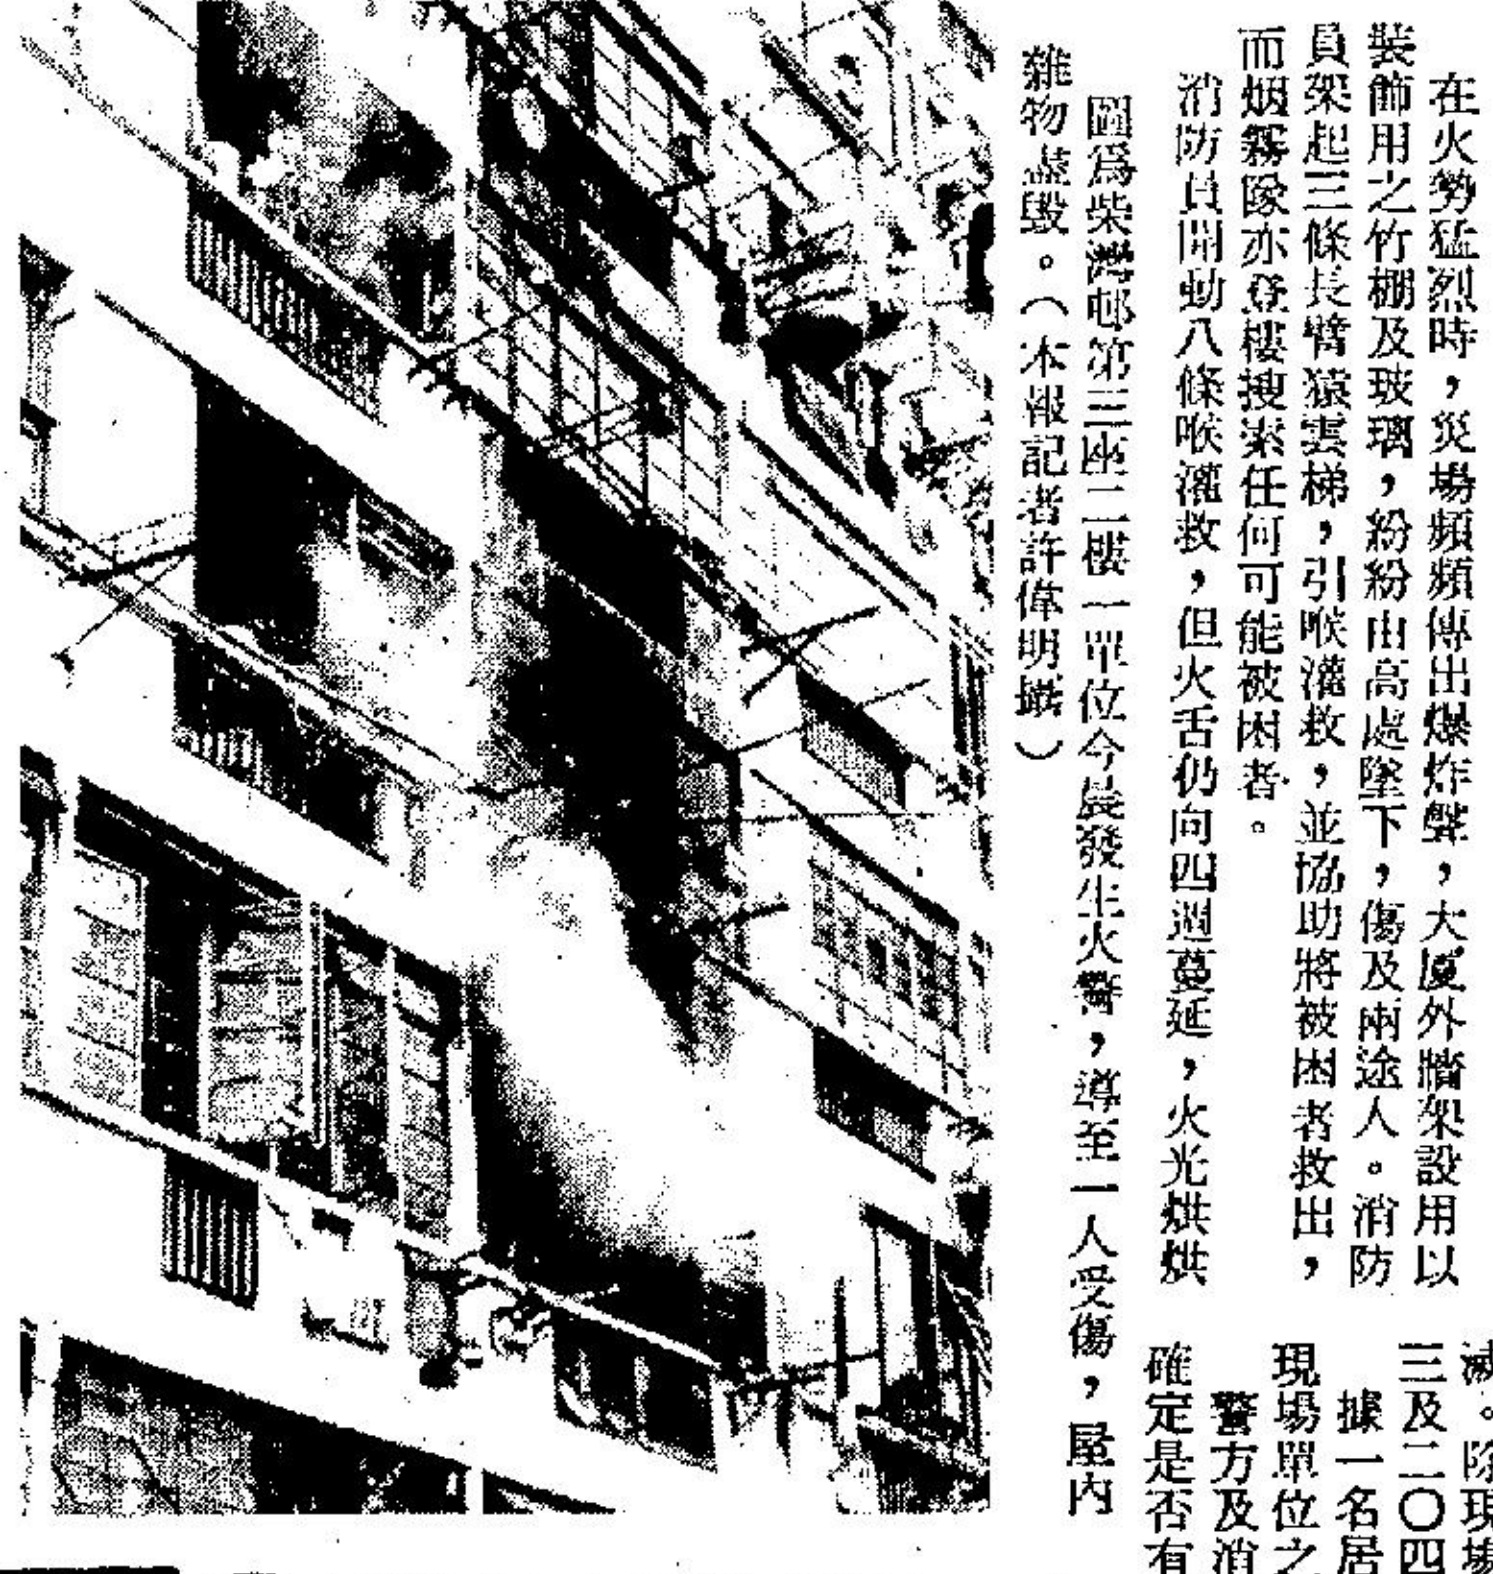 在火勢猛烈時，災場頻頻傳出爆炸聲，大廈外牆架設用以
裝飾用之竹棚及玻璃，紛紛由高處墜下，傷及兩途人。消防
員架起三條長臂猿雲梯，引喉灌救，並協助將被困者救出，
而烟霧隊亦登樓搜索任何可能被困者。
消防員開動八條喉灌救，但火舌仍向四週蔓延，火光烘烘
滅。除現場
三及二〇四
據一名居
現場單位之
警方及消
確定是否有
圖為柴灣邨第三座二樓一單位今晨發生火警，導至一人受傷，屋內
雜物盡毀。（本報記者許偉明攝）